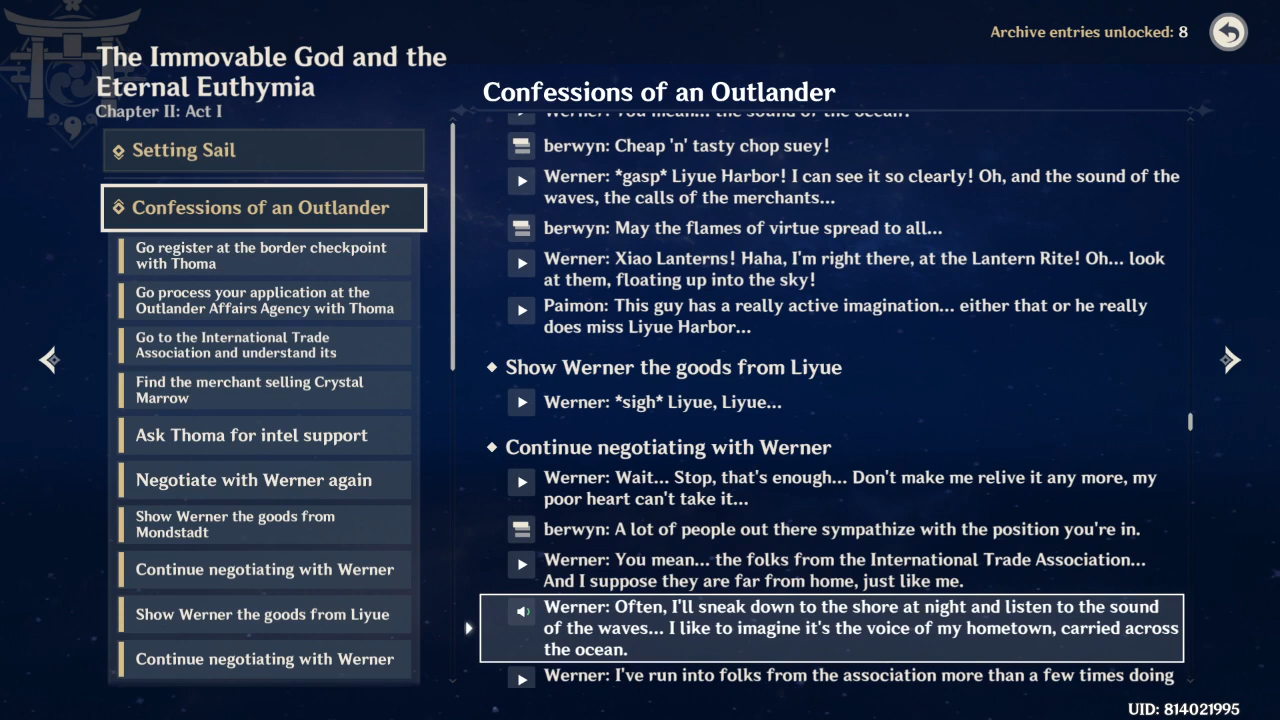 Archive entries unlocked: 8
The Immovable God and the
Eternal Euthymia
Chapter II: Act I
Setting Sail
Confessions of an Outlander
Go register at the border checkpoint
with Thoma
Go process your application at the
Outlander Affairs Agency with Thoma
Go to the International Trade
Association and understand its
Find the merchant selling Crystal
Marrow
Ask Thoma for intel support
Negotiate with Werner again
Show Werner the goods from
Mondstadt
Continue negotiating with Werner
Show Werner the goods from Liyue
Continue negotiating with Werner
Confessions of an Outlander
Werner: You mean... the sound of the ocean?
berwyn: Cheap 'n' tasty chop suey!
Werner: *gasp* Liyue Harbor! I can see it so clearly! Oh, and the sound of the
waves, the calls of the merchants...
berwyn: May the flames of virtue spread to all...
Werner: Xiao Lanterns! Haha, I'm right there, at the Lantern Rite! Oh... look
at them, floating up into the sky!
Paimon: This guy has a really active imagination... either that or he really
does miss Liyue Harbor...
Show Werner the goods from Liyue
Werner: *sigh* Liyue, Liyue...
Continue negotiating with Werner
Werner: Wait... Stop, that's enough... Don't make me relive it any more, my
poor heart can't take it...
berwyn: A lot of people out there sympathize with the position you're in.
Werner: You mean... the folks from the International Trade Association...
And I suppose they are far from home, just like me.
Werner: Often, I'll sneak down to the shore at night and listen to the sound
of the waves... I like to imagine it's the voice of my hometown, carried across
the ocean.
Werner: I've run into folks from the association more than a few times doing
UID: 814021995